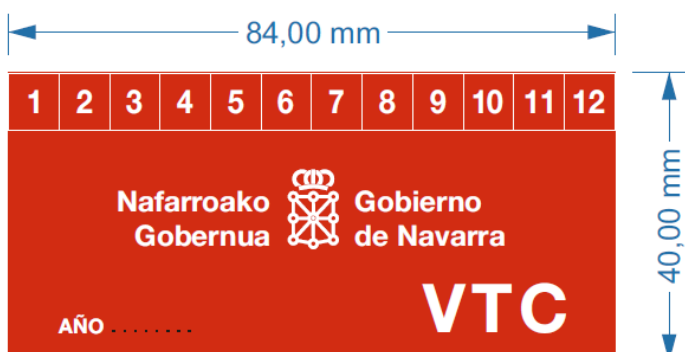 84,00 mm
1 2 3 4 5 6 7 8 9 10 11 12
Nafarroako Gobierno
Gobernua de Navarra
40,00 mm
VTC
AÑO ........